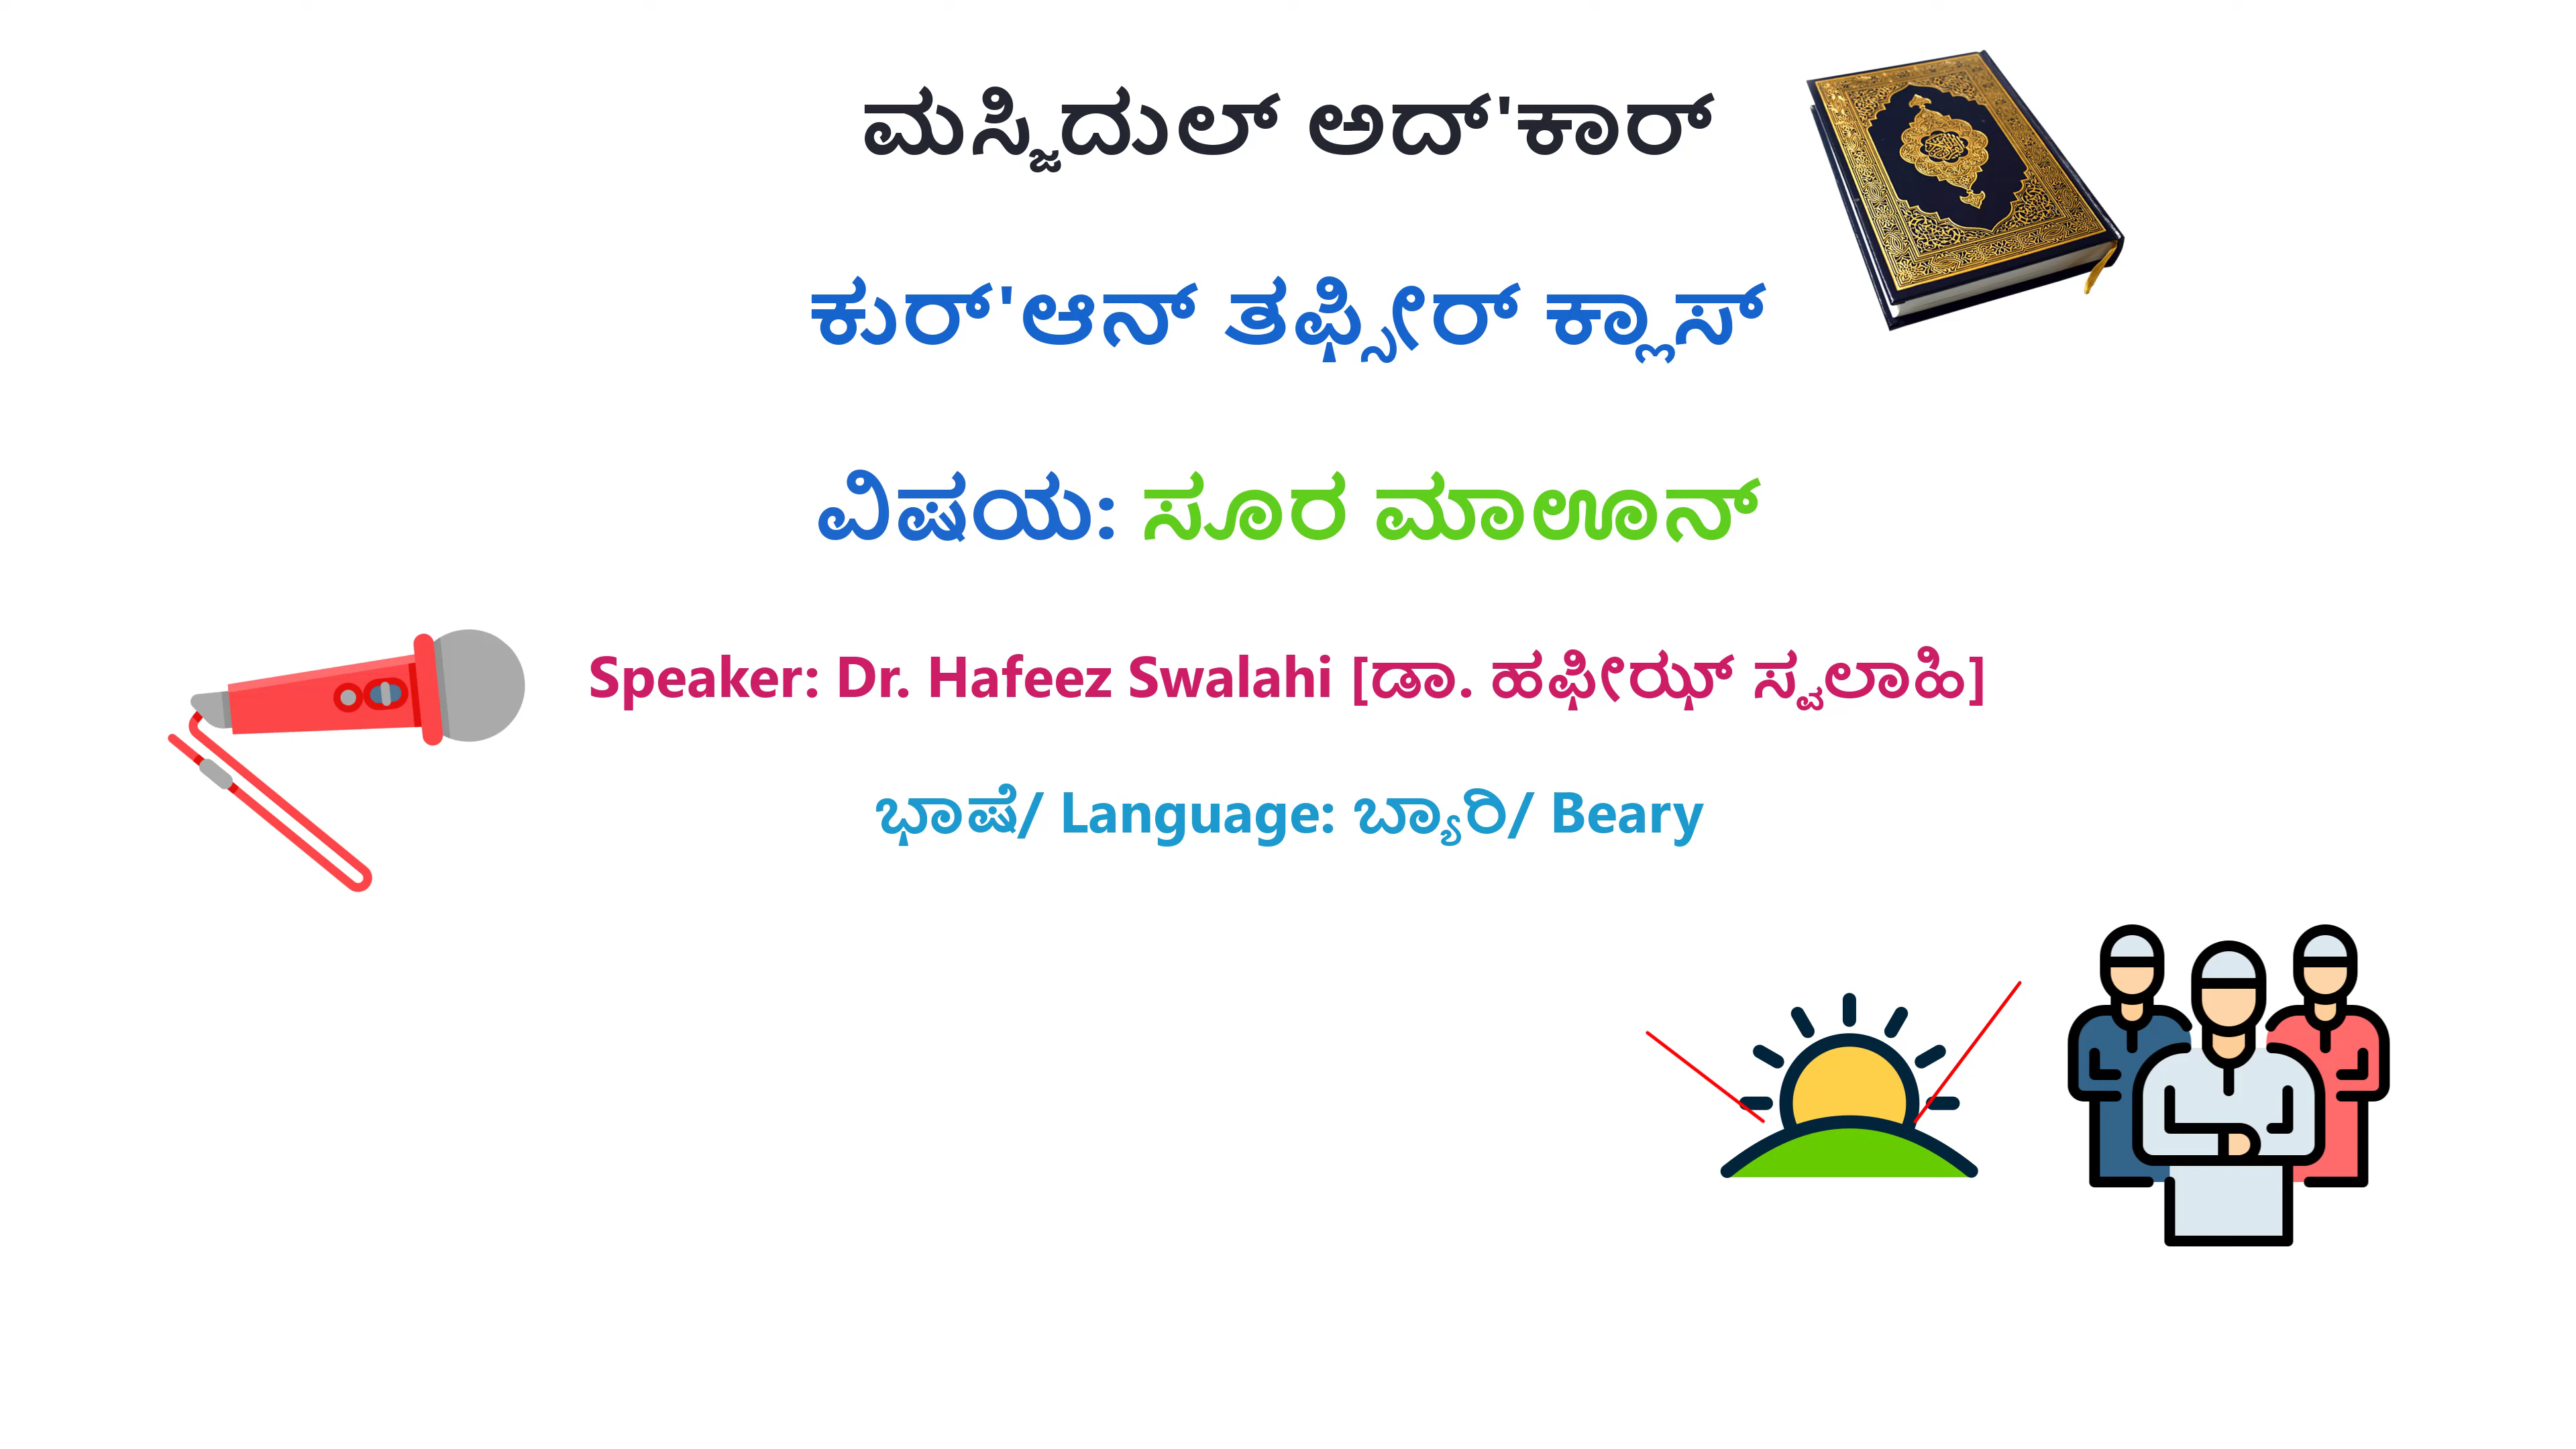 ಮಸ್ಜಿದುಲ್ ಅದ್'ಕಾರ್
ಕುರ್'ಆನ್ ತಫ್ಸೀರ್ ಕ್ಲಾಸ್
ವಿಷಯ: ಸೂರ ಮಾಊನ್
Speaker: Dr. Hafeez Swalahi [ಡಾ. ಹಫೀಝ್ ಸ್ವಲಾಹಿ]
ಭಾಷೆ/ Language: ಬ್ಯಾರಿ/ Beary